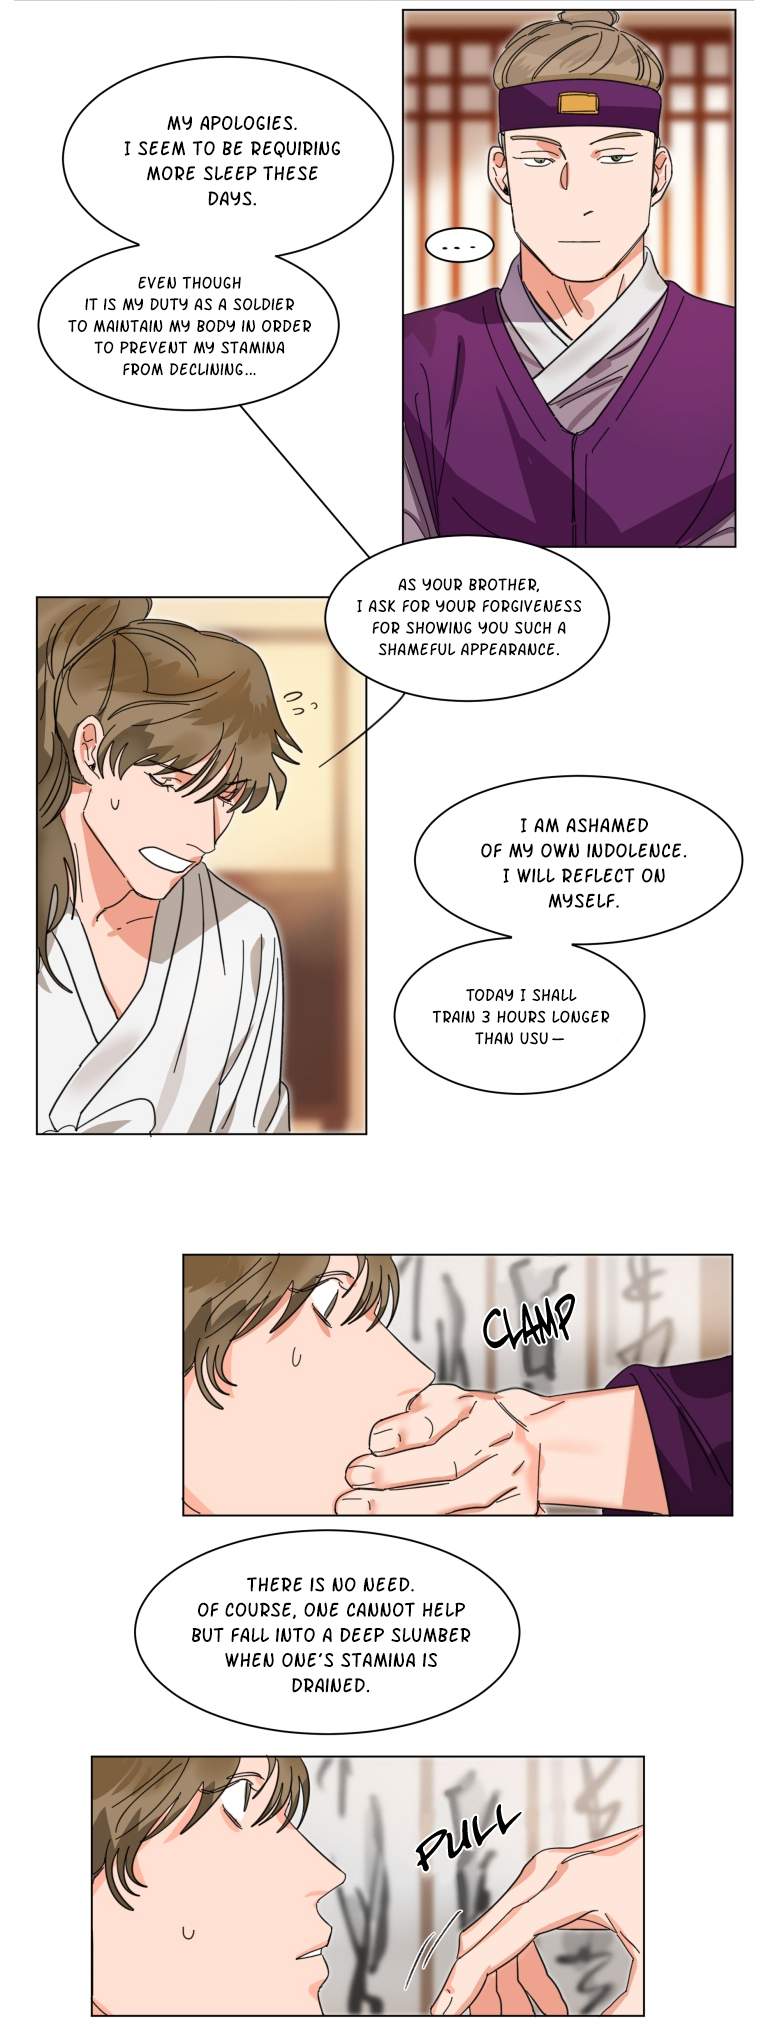 MY APOLOGIES.
I SEEM TO BE REQUIRING
MORE SLEEP THESE
DAYS.
...
EVEN THOUGH
IT IS MY DUTY AS A SOLDIER
TO MAINTAIN MY BODY IN ORDER
TO PREVENT MY STAMINA
FROM DECLINING...
AS YOUR BROTHER,
I ASK FOR YOUR FORGIVENESS
FOR SHOWING YOU SUCH A
SHAMEFUL APPEARANCE.
I AM ASHAMED
OF MY OWN INDOLENCE.
I WILL REFLECT ON
MYSELF.
TODAY I SHALL
TRAIN 3 HOURS LONGER
THAN USU—
CLAMP
THERE IS NO NEED.
OF COURSE, ONE CANNOT HELP
BUT FALL INTO A DEEP SLUMBER
WHEN ONE'S STAMINA IS
DRAINED.
PULL